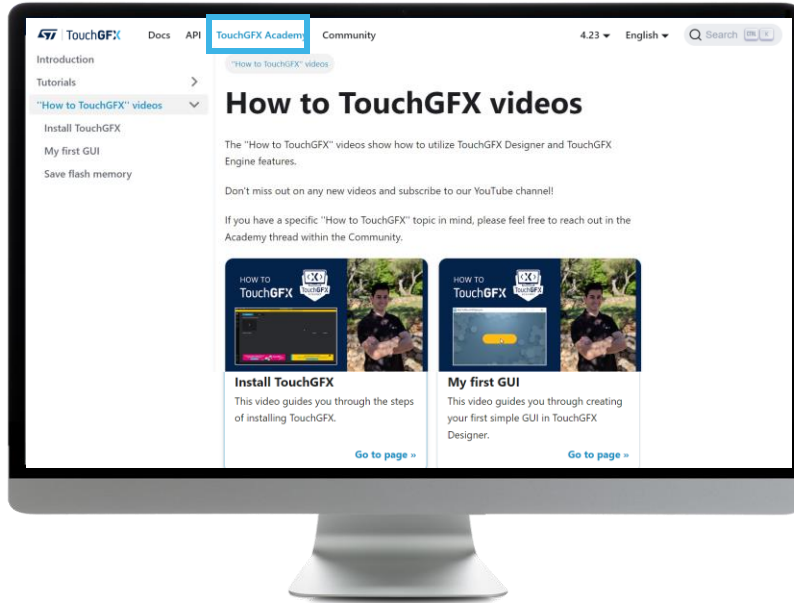 TouchGFX Docs API TouchGFX Academy Community 4.23 English Search
Introduction
Tutorials
"How to TouchGFX" videos
Install TouchGFX
My first GUI
Save flash memory
"How to TouchGFX" videos
How to TouchGFX videos
The "How to TouchGFX" videos show how to utilize TouchGFX Designer and TouchGFX
Engine features.
Don't miss out on any new videos and subscribe to our YouTube channel!
If you have a specific "How to TouchGFX" topic in mind, please feel free to reach out in the
Academy thread within the Community.
HOW TO
TouchGFX
TouchGFX
Install TouchGFX
This video guides you through the steps
of installing TouchGFX.
Go to page »
HOW TO
TouchGFX
TouchGFX
My first GUI
This video guides you through creating
your first simple GUI in TouchGFX
Designer.
Go to page »